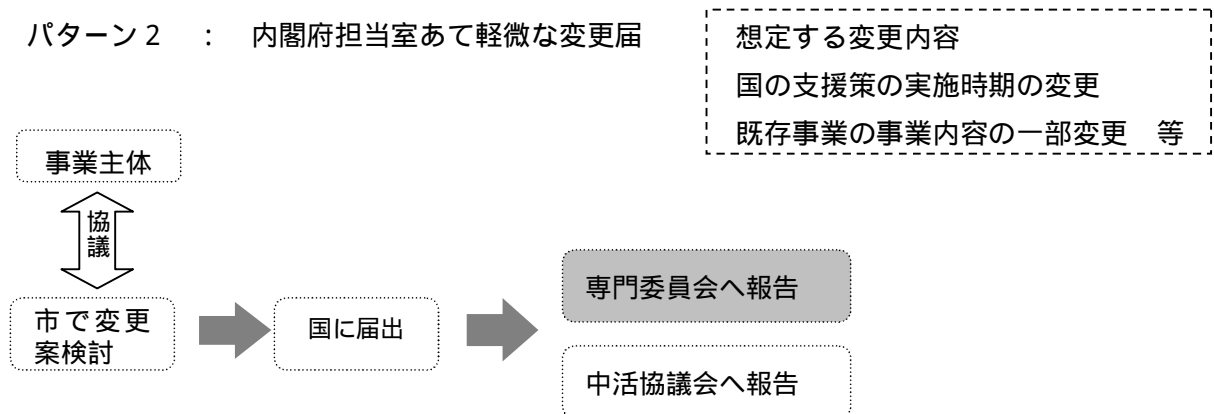 パターン2 : 内閣府担当室あて軽微な変更届
想定する変更内容
国の支援策の実施時期の変更
既存事業の事業内容の一部変更 等
事業主体
協議
市で変更
案検討
国に届出
専門委員会へ報告
中活協議会へ報告